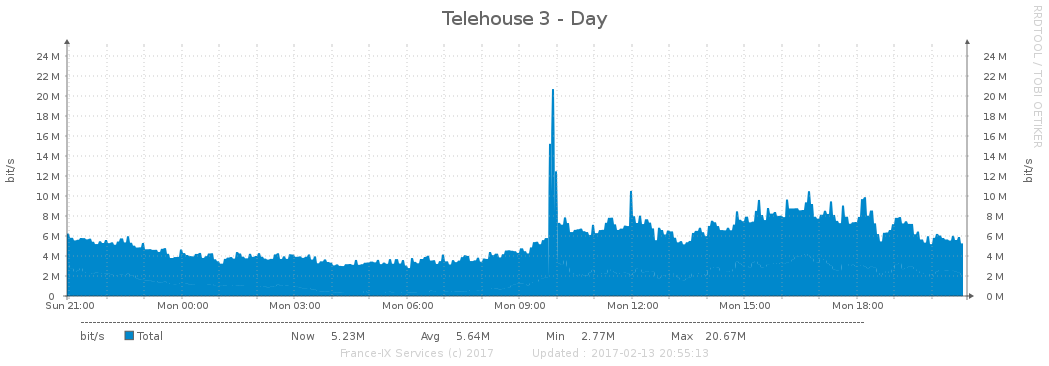 Telehouse 3 - Day
RRDTOOL / TOBI OETIKER
bit/s
24 M 24 M
22 M 22 M
20 M 20 M
18 M 18 M
16 M 16 M
14 M 14 M
12 M 12 M
10 M 10 M
8 M 8 M
6 M 6 M
4 M 4 M
2 M 2 M
0 0 M
bit/s
Sun 21:00 Mon 00:00 Mon 03:00 Mon 06:00 Mon 09:00 Mon 12:00 Mon 15:00 Mon 18:00
bit/s Total Now 5.23M Avg 5.64M Min 2.77M Max 20.67M
France-IX Services (c) 2017 Updated : 2017-02-13 20:55:13